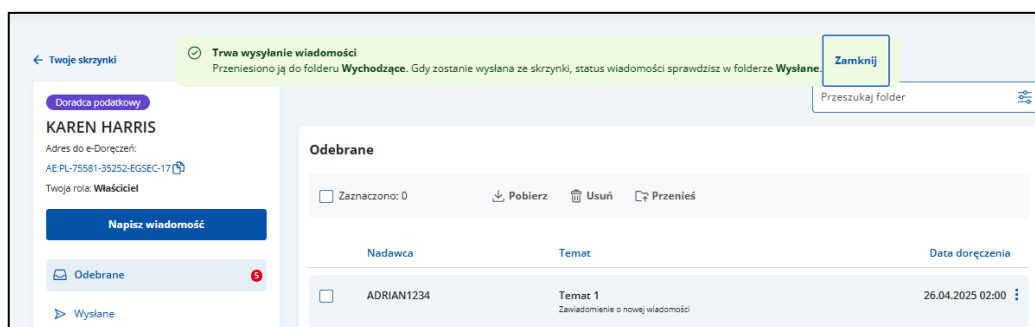 Twoje skrzynki
Trwa wysyłanie wiadomości
Przeniesiono ją do folderu Wychodzące. Gdy zostanie wysłana ze skrzynki, status wiadomości sprawdzisz w folderze Wysłane.
Zamknij
Przeszukaj folder
Doradca podatkowy
KAREN HARRIS
Adres do e-Doręczeń:
AE:PL-75581-35252-EGSEC-17
Twoja rola: Właściciel
Napisz wiadomość
Odebrane 5
Wysłane
Odebrane
Zaznaczono: 0 Pobierz Usuń Przenieś
Nadawca Temat Data doręczenia
ADRIAN1234 Temat 1 26.04.2025 02:00
Zawiadomienie o nowej wiadomości